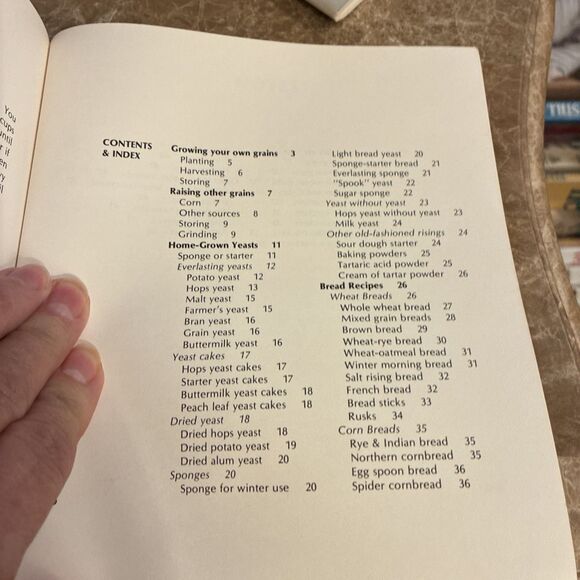 You
cups
until
if
CONTENTS
& INDEX
Growing your own grains 3
Planting 5
Harvesting 6
Storing 7
Raising other grains 7
Corn 7
Other sources 8
Storing 9
Grinding 9
Home-Grown Yeasts 11
Sponge or starter 11
Everlasting yeasts 12
Potato yeast 12
Hops yeast 13
Malt yeast 15
Farmer's yeast 15
Bran yeast 16
Grain yeast 16
Buttermilk yeast 16
Yeast cakes 17
Hops yeast cakes 17
Starter yeast cakes 17
Buttermilk yeast cakes 18
Peach leaf yeast cakes 18
Dried yeast 18
Dried hops yeast 18
Dried potato yeast 19
Dried alum yeast 20
Sponges 20
Sponge for winter use 20
Light bread yeast 20
Sponge-starter bread 21
Everlasting sponge 21
"Spook" yeast 22
Sugar sponge 22
Yeast without yeast 23
Hops yeast without yeast 23
Milk yeast 24
Other old-fashioned risings 24
Sour dough starter 24
Baking powders 25
Tartaric acid powder 25
Cream of tartar powder 26
Bread Recipes 26
Wheat Breads 26
Whole wheat bread 27
Mixed grain breads 28
Brown bread 29
Wheat-rye bread 30
Wheat-oatmeal bread 31
Winter morning bread 31
Salt rising bread 32
French bread 32
Bread sticks 33
Rusks 34
Corn Breads 35
Rye & Indian bread 35
Northern cornbread 35
Egg spoon bread 36
Spider cornbread 36
THIS